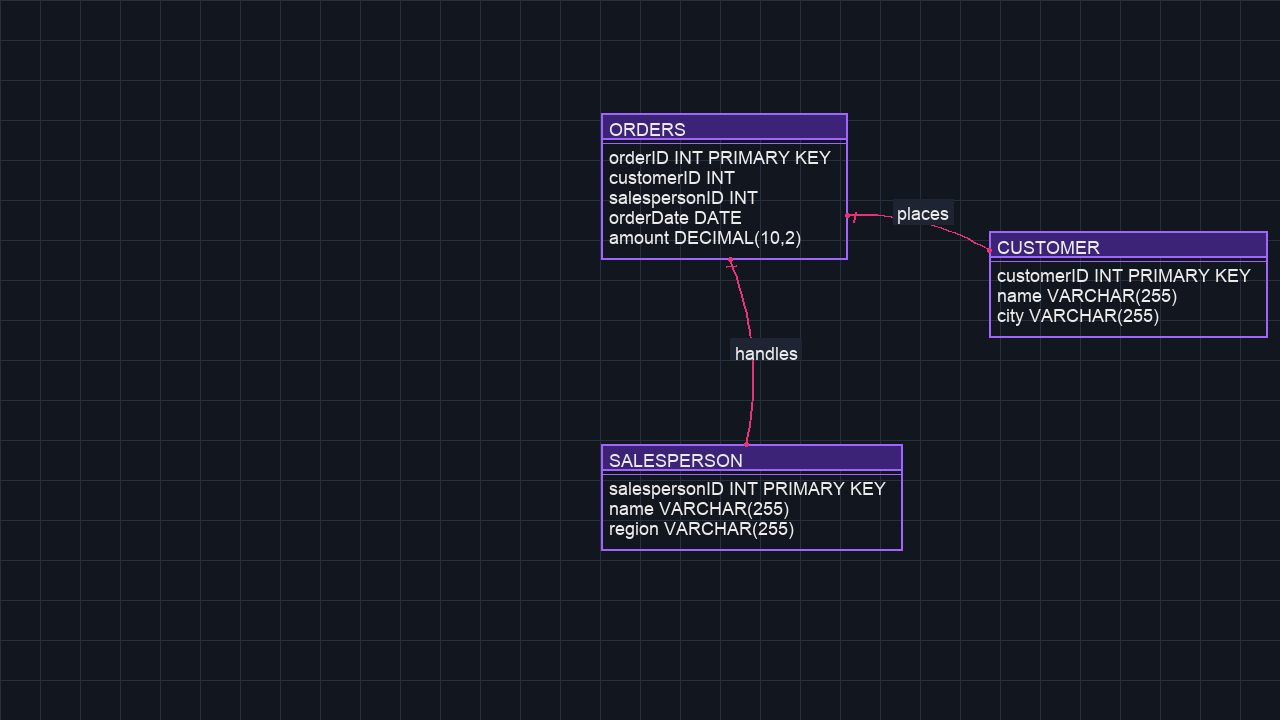 ORDERS
orderID INT PRIMARY KEY
customerID INT
salespersonID INT
orderDate DATE
amount DECIMAL(10,2)
places
CUSTOMER
customerID INT PRIMARY KEY
name VARCHAR(255)
city VARCHAR(255)
handles
SALESPERSON
salespersonID INT PRIMARY KEY
name VARCHAR(255)
region VARCHAR(255)